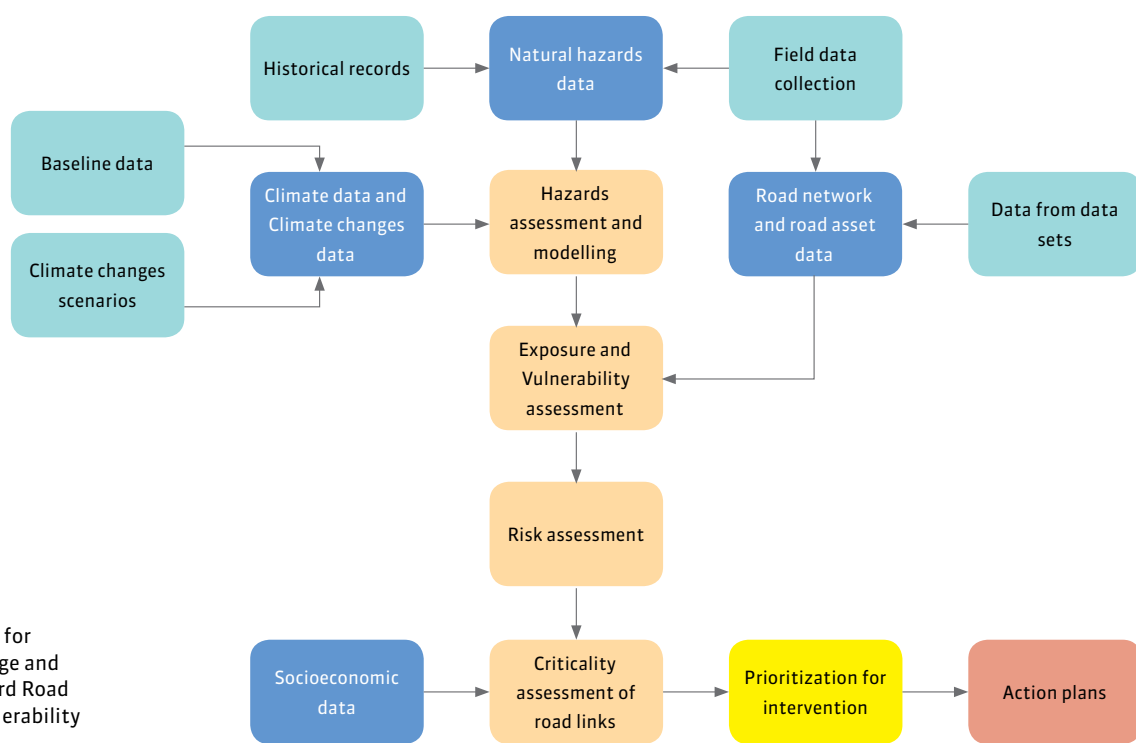 Historical records
Natural hazards
data
Field data
collection
Baseline data
Climate data and
Climate changes
data
Hazards
assessment and
modelling
Road network
and road asset
data
Data from data
sets
Climate changes
scenarios
Exposure and
Vulnerability
assessment
Risk assessment
for
ge and
rd Road
erability
Socioeconomic
data
Criticality
assessment of
road links
Prioritization for
intervention
Action plans